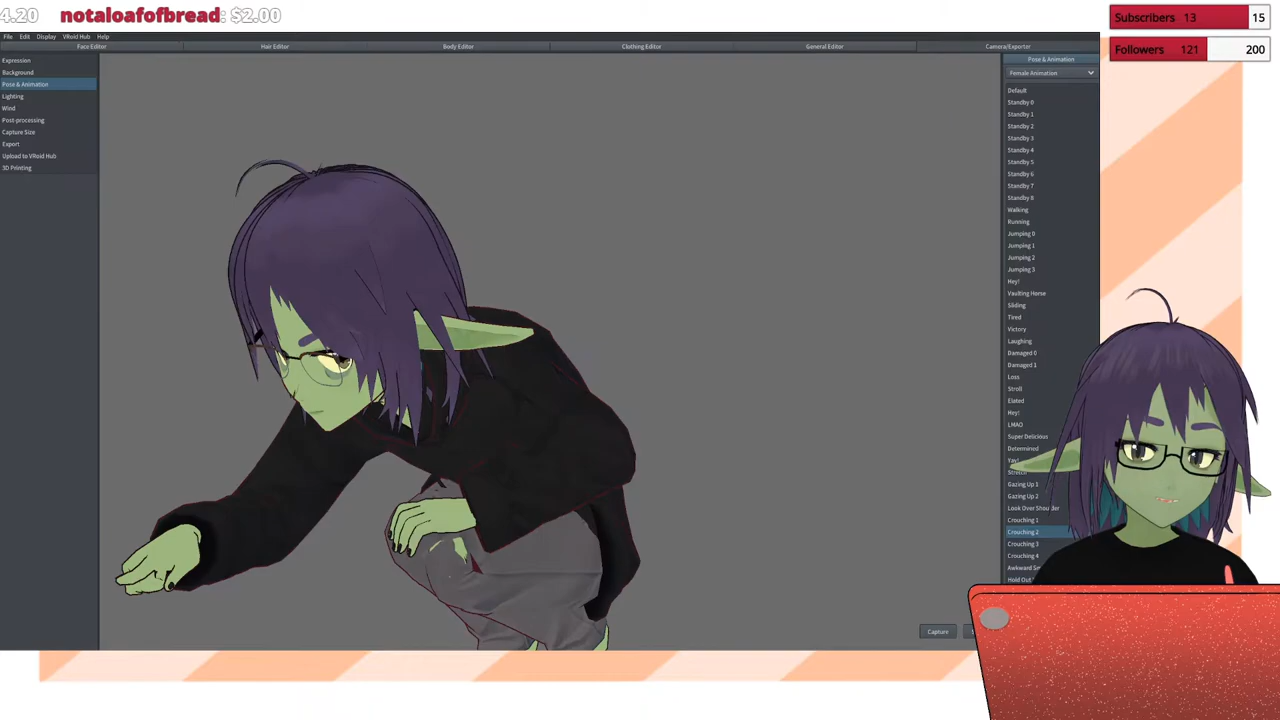 4.20 notaloafofbread: $2.00
Subscribers 13 15
Followers 121 200
File Edit Display VRoid Hub Help
Face Editor Hair Editor Body Editor Clothing Editor General Editor Camera/Exporter
Expression
Background
Pose & Animation
Lighting
Wind
Post-processing
Capture Size
Export
Upload to VRoid Hub
3D Printing
Pose & Animation
Female Animation
Default
Standby 0
Standby 1
Standby 2
Standby 3
Standby 4
Standby 5
Standby 6
Standby 7
Standby 8
Walking
Running
Jumping 0
Jumping 1
Jumping 2
Jumping 3
Hey!
Vaulting Horse
Sliding
Tired
Victory
Laughing
Damaged 0
Damaged 1
Loss
Stroll
Elated
Hey!
LMAO
Super Delicious
Determined
Yay!
Stretch
Gazing Up 1
Gazing Up 2
Look Over Shoulder
Crouching 1
Crouching 2
Crouching 3
Crouching 4
Awkward
Hold Out
Capture